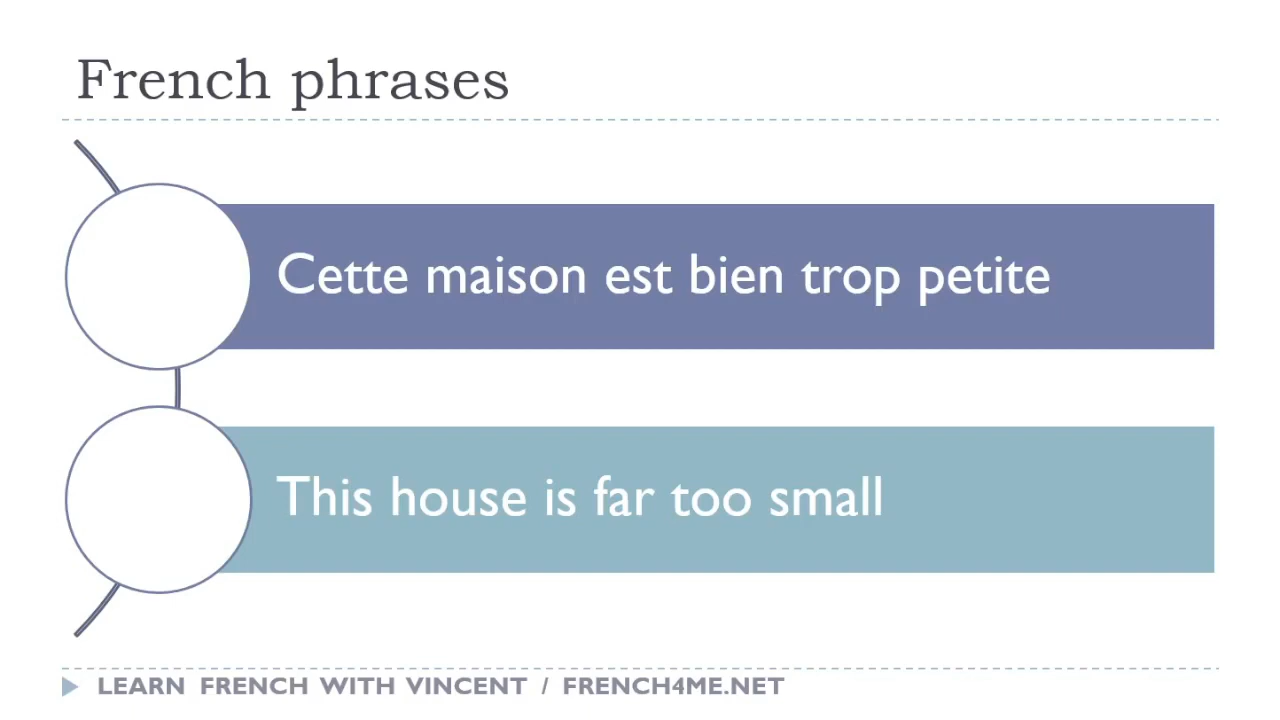 French phrases
Cette maison est bien trop petite
This house is far too small
LEARN FRENCH WITH VINCENT / FRENCH4ME.NET